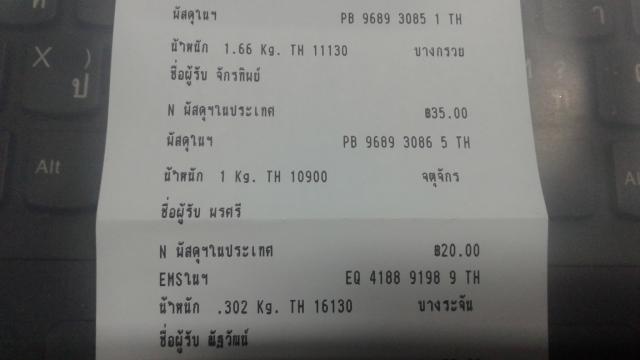 พัสดุในฯ PB 9689 3085 1 TH
น้ำหนัก 1.66 Kg. TH 11130 บางกรวย
ชื่อผู้รับ จักรทิพย์
N พัสดุฯในประเทศ ฿35.00
พัสดุในฯ PB 9689 3086 5 TH
น้ำหนัก 1 Kg. TH 10900 จตุจักร
ชื่อผู้รับ พรศรี
N พัสดุฯในประเทศ ฿20.00
EMSในฯ EQ 4188 9198 9 TH
น้ำหนัก .302 Kg. TH 16130 บางระจัน
ชื่อผู้รับ ณัฐวัฒน์
X )
ป
Alt